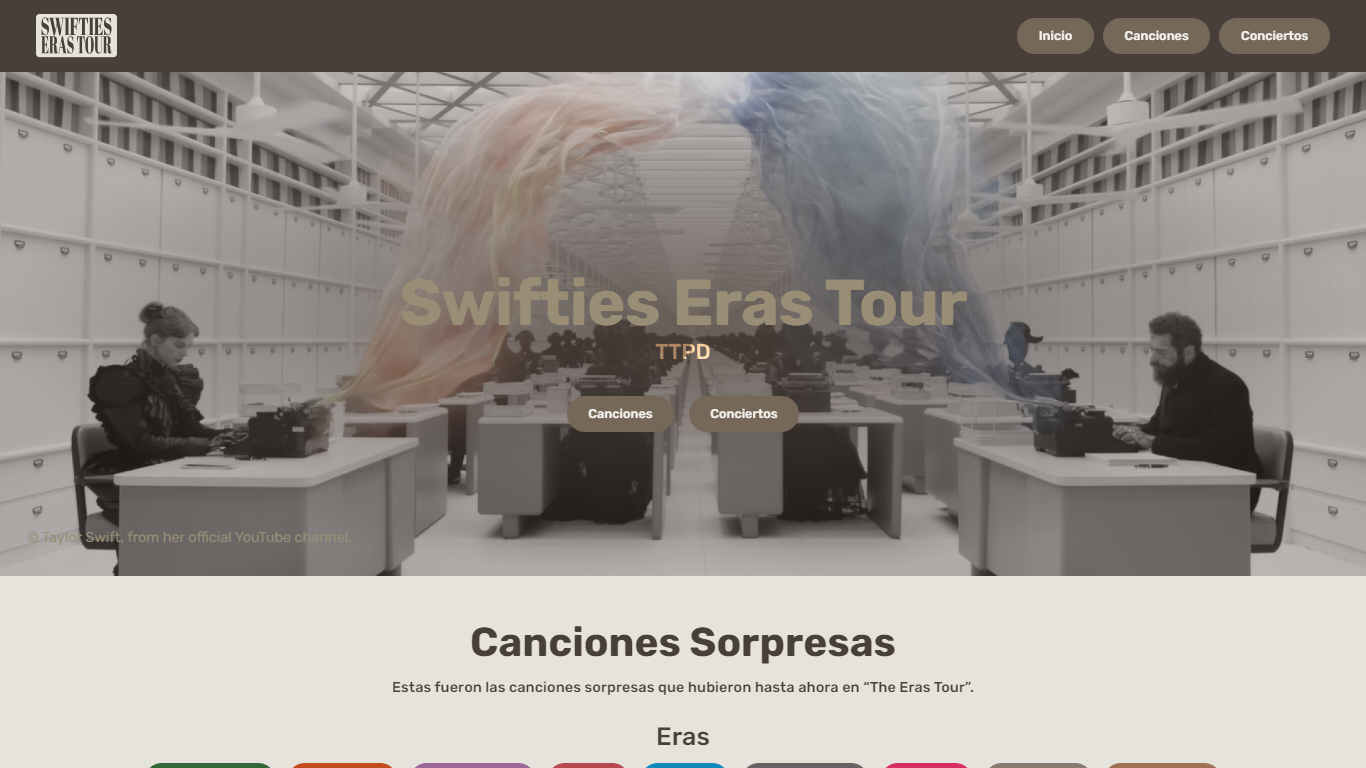 SWIFTIES
ERAS TOUR
Inicio
Canciones
Conciertos
Swifties Eras Tour
TTPD
Canciones
Conciertos
© Taylor Swift, from her official YouTube channel.
Canciones Sorpresas
Estas fueron las canciones sorpresas que hubieron hasta ahora en “The Eras Tour”.
Eras